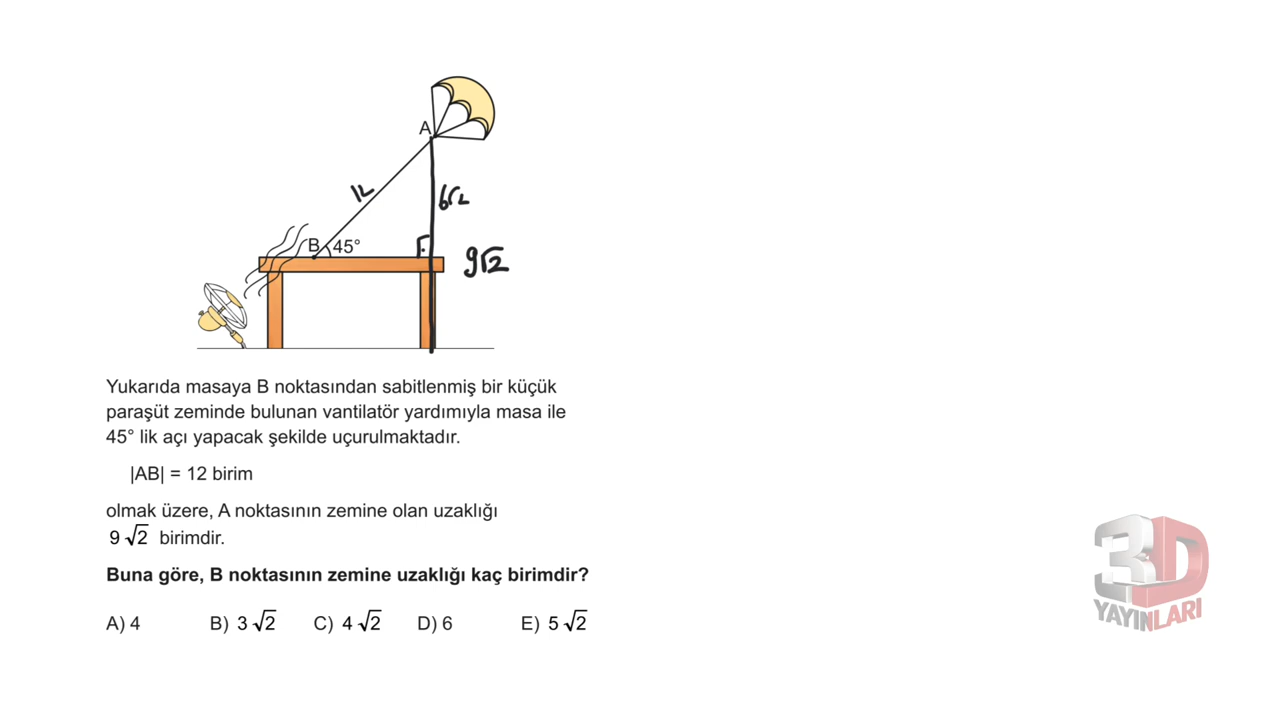 A
12
6√2
B 45°
9√2
Yukarıda masaya B noktasından sabitlenmiş bir küçük
paraşüt zeminde bulunan vantilatör yardımıyla masa ile
45° lik açı yapacak şekilde uçurulmaktadır.
|AB| = 12 birim
olmak üzere, A noktasının zemine olan uzaklığı
9√2 birimdir.
Buna göre, B noktasının zemine uzaklığı kaç birimdir?
A) 4 B) 3√2 C) 4√2 D) 6 E) 5√2
3D
YAYINLARI